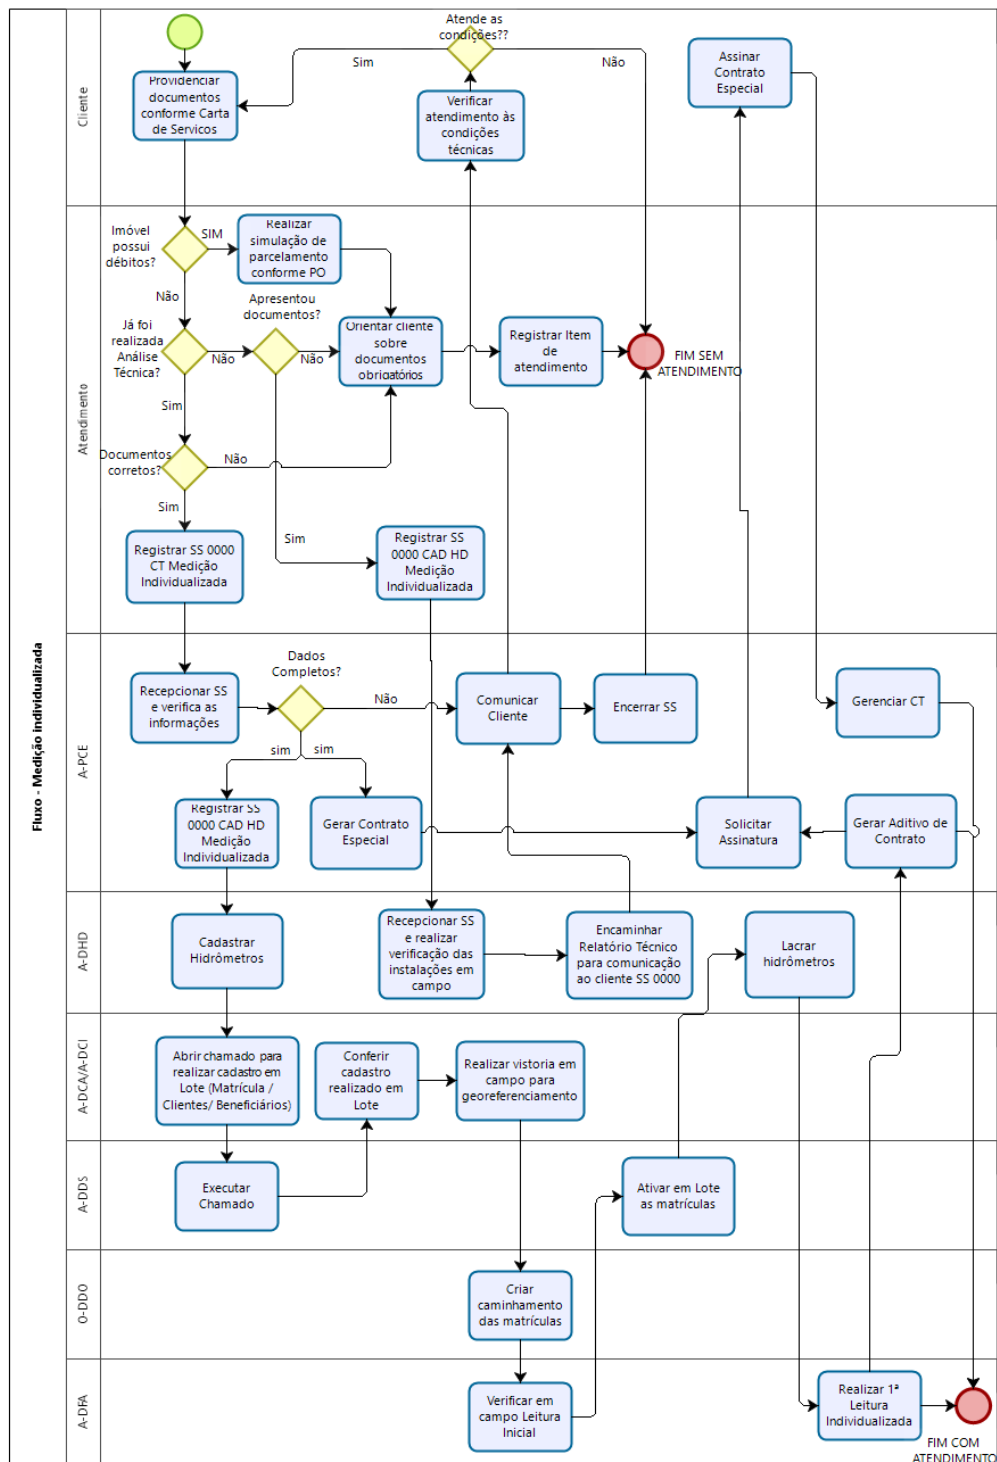 Fluxo - Medição individualizada
Cliente
Atende as
condições??
Sim
Não
Providenciar
documentos
conforme Carta
de Servicos
Verificar
atendimento às
condições
técnicas
Assinar
Contrato
Especial
Atendimento
Imóvel
possui
débitos?
SIM
Realizar
simulação de
parcelamento
conforme PO
Não
Apresentou
documentos?
Já foi
realizada
Análise
Técnica?
Não
Não
Orientar cliente
sobre
documentos
obrigatórios
Registrar Item
de
atendimento
FIM SEM
ATENDIMENTO
Sim
Documentos
corretos?
Não
Sim
Sim
Registrar SS 0000
CT Medição
Individualizada
Registrar SS
0000 CAD HD
Medição
Individualizada
A-PCE
Dados
Completos?
Recepcionar SS
e verifica as
informações
Não
Comunicar
Cliente
Encerrar SS
Gerenciar CT
sim
sim
Registrar SS
0000 CAD HD
Medição
Individualizada
Gerar Contrato
Especial
Solicitar
Assinatura
Gerar Aditivo de
Contrato
A-DHD
Cadastrar
Hidrômetros
Recepcionar SS
e realizar
verificação das
instalações em
campo
Encaminhar
Relatório Técnico
para comunicação
ao cliente SS 0000
Lacrar
hidrômetros
A-DCA/A-DCI
Abrir chamado para
realizar cadastro em
Lote (Matrícula /
Clientes/ Beneficiários)
Conferir
cadastro
realizado em
Lote
Realizar vistoria em
campo para
georeferenciamento
A-DDS
Executar
Chamado
Ativar em Lote
as matrículas
O-DDO
Criar
caminhamento
das matrículas
A-DFA
Verificar em
campo Leitura
Inicial
Realizar 1ª
Leitura
Individualizada
FIM COM
ATENDIMENTO